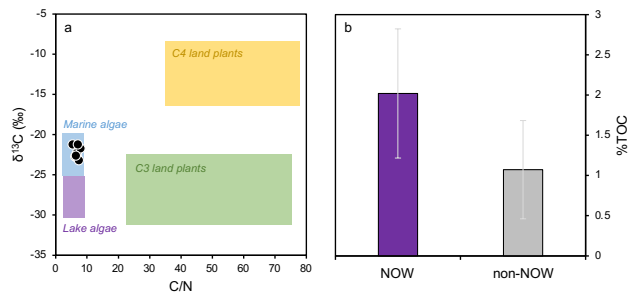 a
C4 land plants
Marine algae
C3 land plants
Lake algae
-5
-10
-15
-20
-25
-30
-35
δ¹³C (‰)
0 10 20 30 40 50 60 70 80
C/N
b
3
2.5
2
1.5
1
0.5
0
%TOC
NOW non-NOW